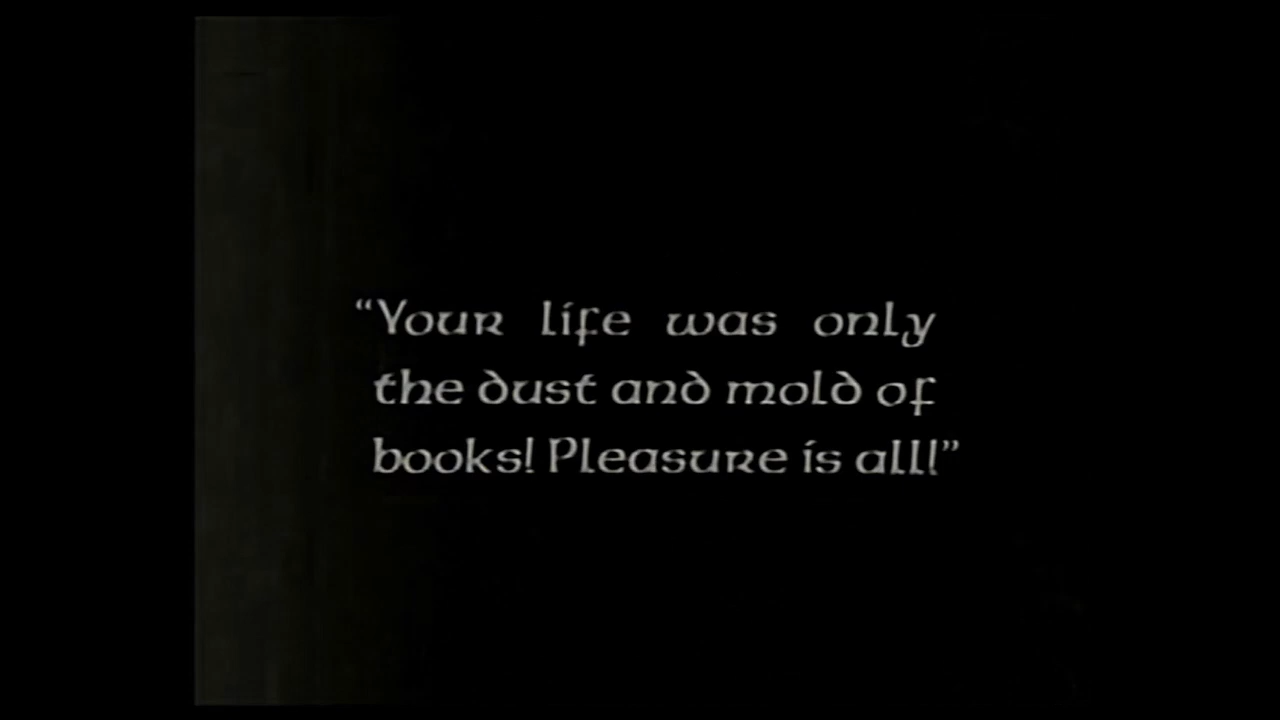 “Your life was only
the dust and mold of
books! Pleasure is all!”